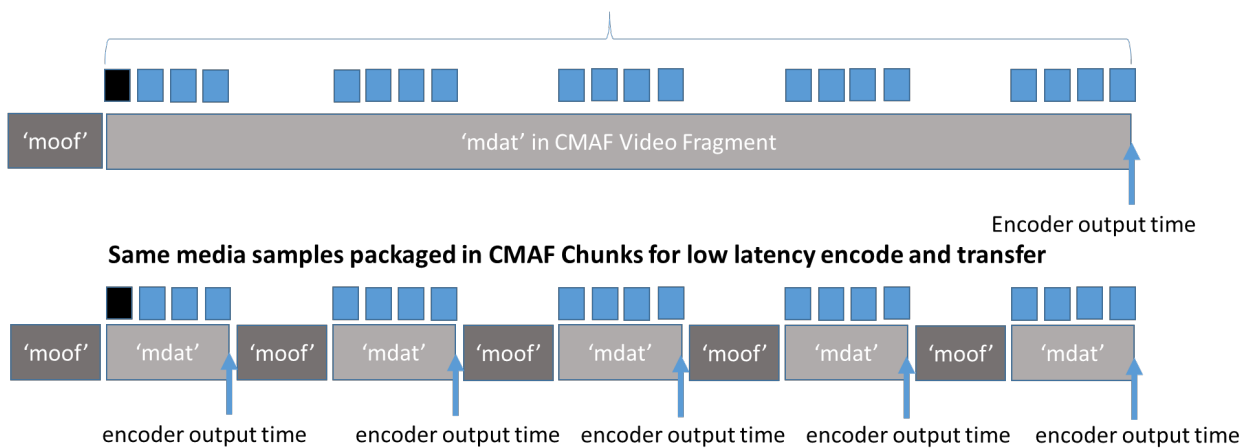 ‘moof’ ‘mdat’ in CMAF Video Fragment
Encoder output time
Same media samples packaged in CMAF Chunks for low latency encode and transfer
‘moof’ ‘mdat’ ‘moof’ ‘mdat’ ‘moof’ ‘mdat’ ‘moof’ ‘mdat’ ‘moof’ ‘mdat’
encoder output time encoder output time encoder output time encoder output time encoder output time